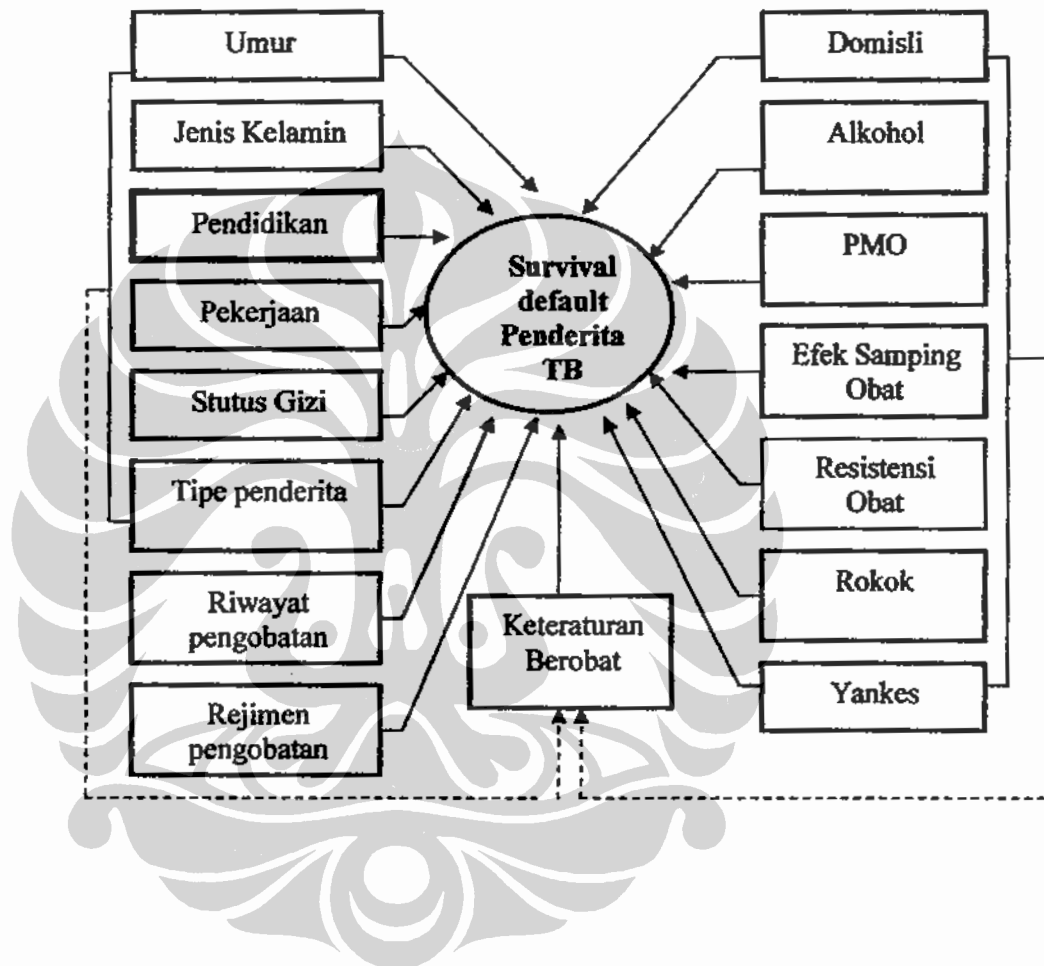 Umur
Jenis Kelamin
Pendidikan
Pekerjaan
Stutus Gizi
Tipe penderita
Riwayat
pengobatan
Rejimen
pengobatan
Survival
default
Penderita
TB
Keteraturan
Berobat
Domisli
Alkohol
PMO
Efek Samping
Obat
Resistensi
Obat
Rokok
Yankes